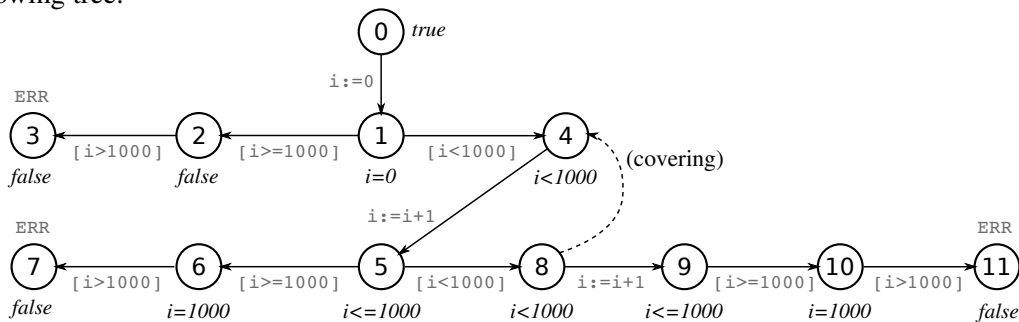 owing tree:
0 true
i:=0
ERR
3 2 1 4 (covering)
[i>1000] [i>=1000] [i<1000]
false false i=0 i<1000
i:=i+1
ERR ERR
7 6 5 8 9 10 11
[i>1000] [i>=1000] [i<1000] i:=i+1 [i>=1000] [i>1000]
false i=1000 i<=1000 i<1000 i<=1000 i=1000 false